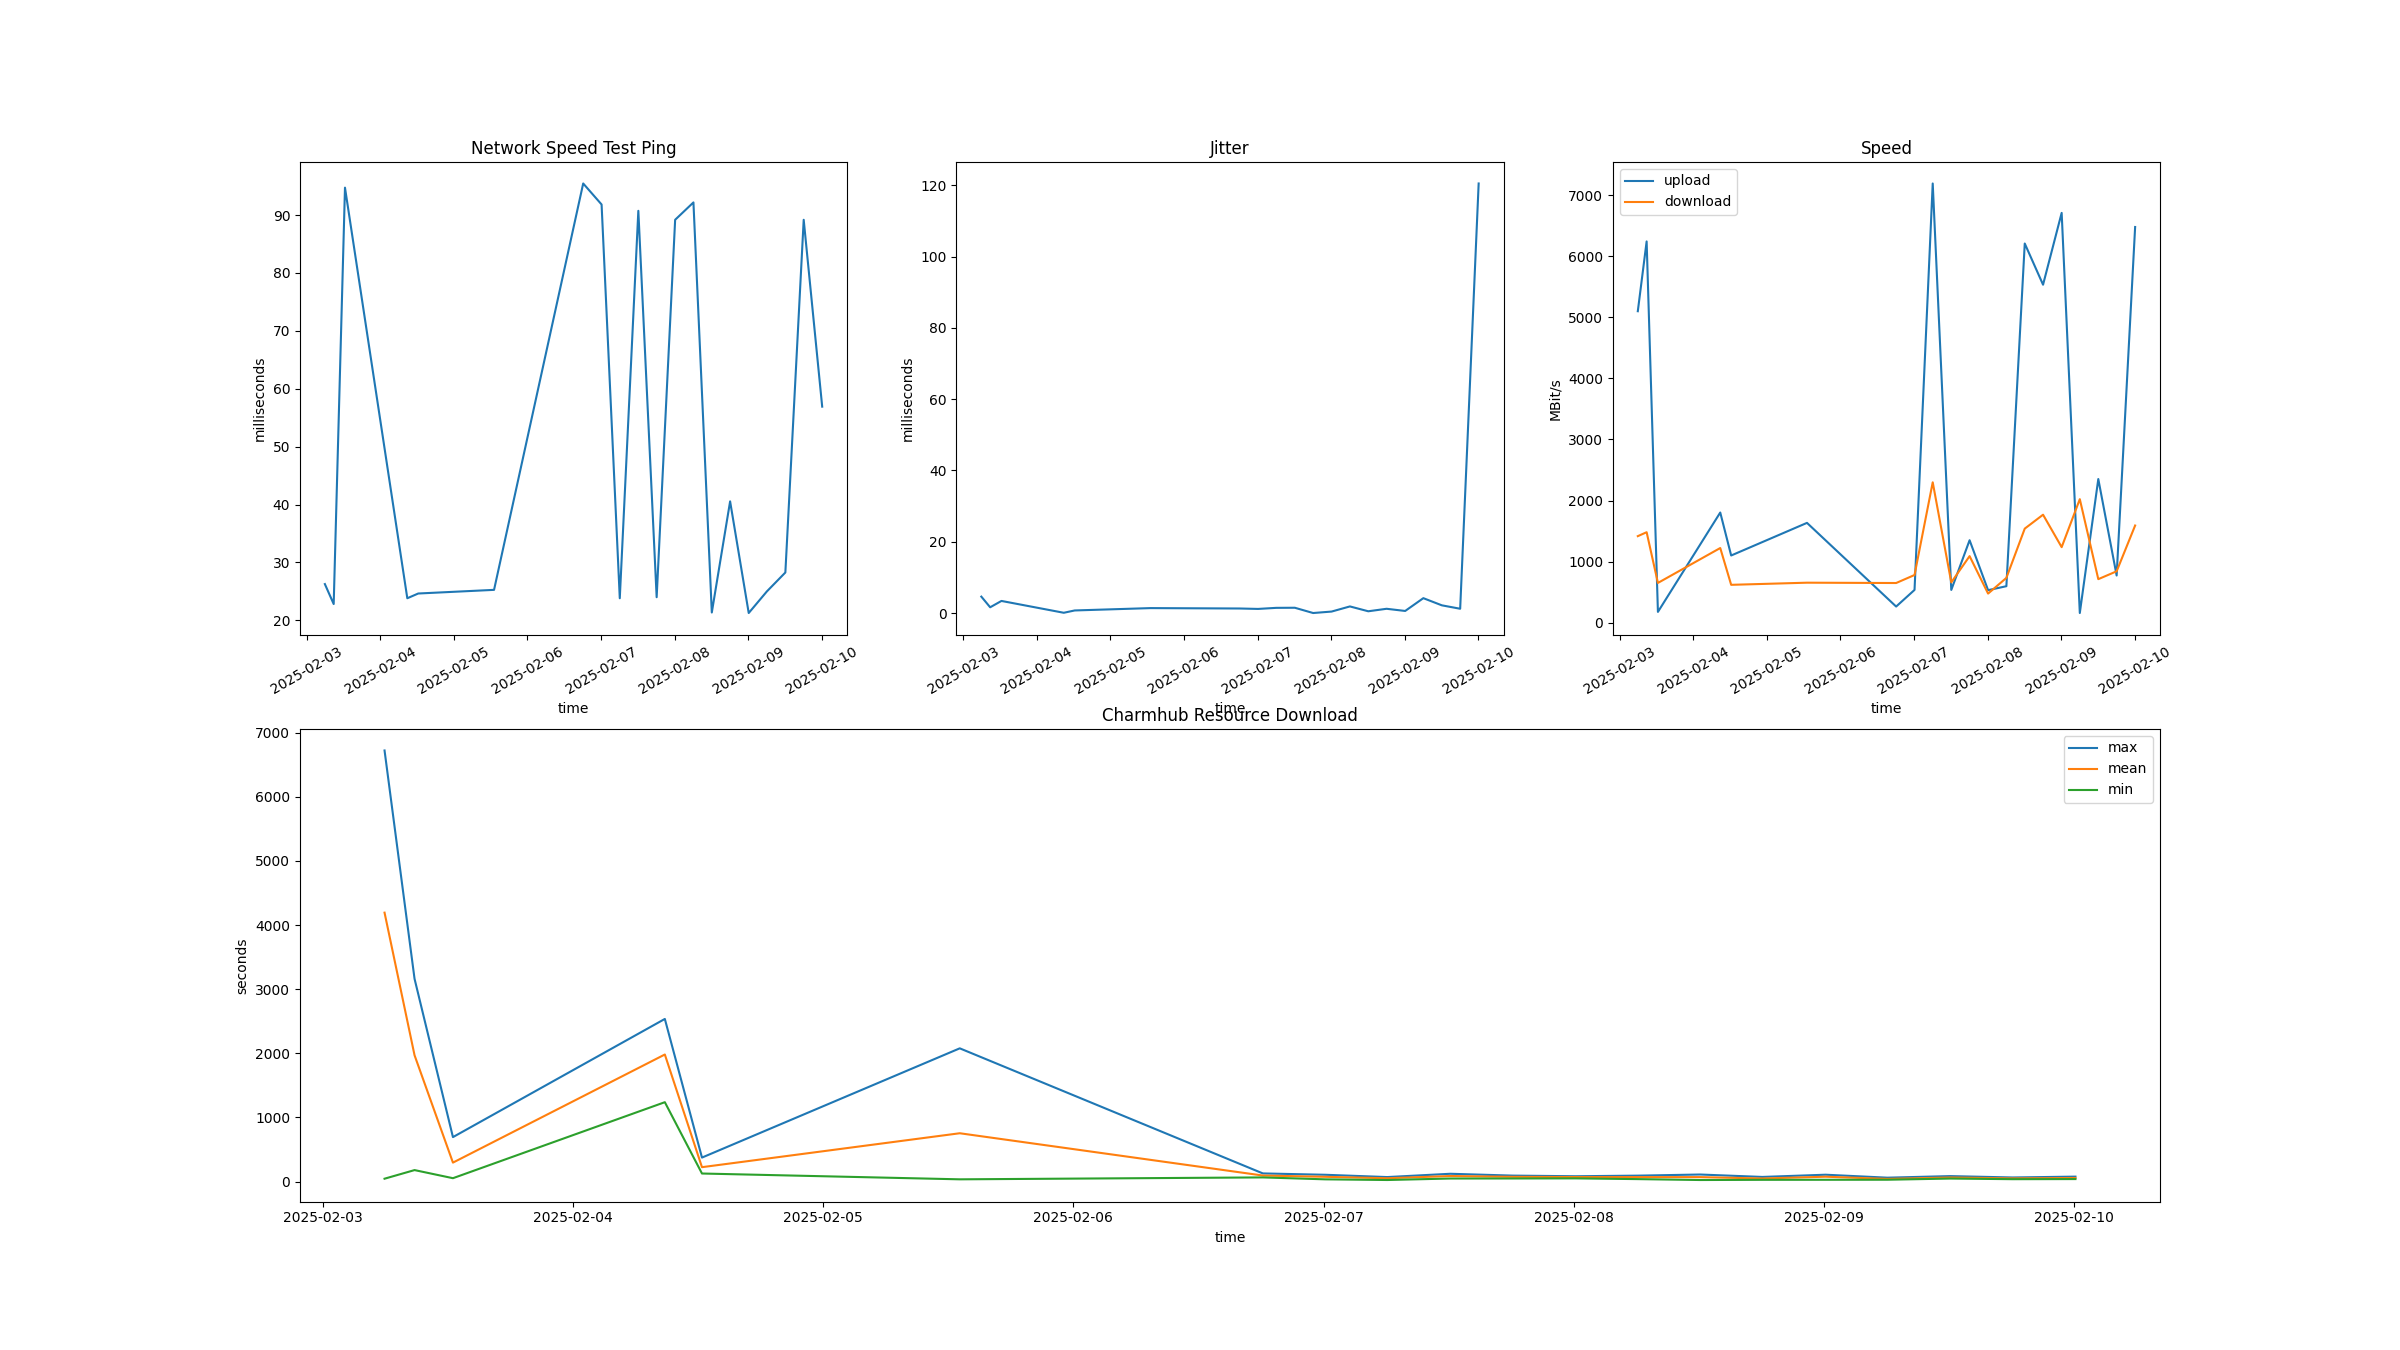 Network Speed Test Ping
milliseconds
90
80
70
60
50
40
30
20
2025-02-03 2025-02-04 2025-02-05 2025-02-06 2025-02-07 2025-02-08 2025-02-09 2025-02-10
time
Jitter
milliseconds
120
100
80
60
40
20
0
2025-02-03 2025-02-04 2025-02-05 2025-02-06 2025-02-07 2025-02-08 2025-02-09 2025-02-10
time
Speed
upload
download
MBit/s
7000
6000
5000
4000
3000
2000
1000
0
2025-02-03 2025-02-04 2025-02-05 2025-02-06 2025-02-07 2025-02-08 2025-02-09 2025-02-10
time
Charmhub Resource Download
max
mean
min
seconds
7000
6000
5000
4000
3000
2000
1000
0
2025-02-03 2025-02-04 2025-02-05 2025-02-06 2025-02-07 2025-02-08 2025-02-09 2025-02-10
time